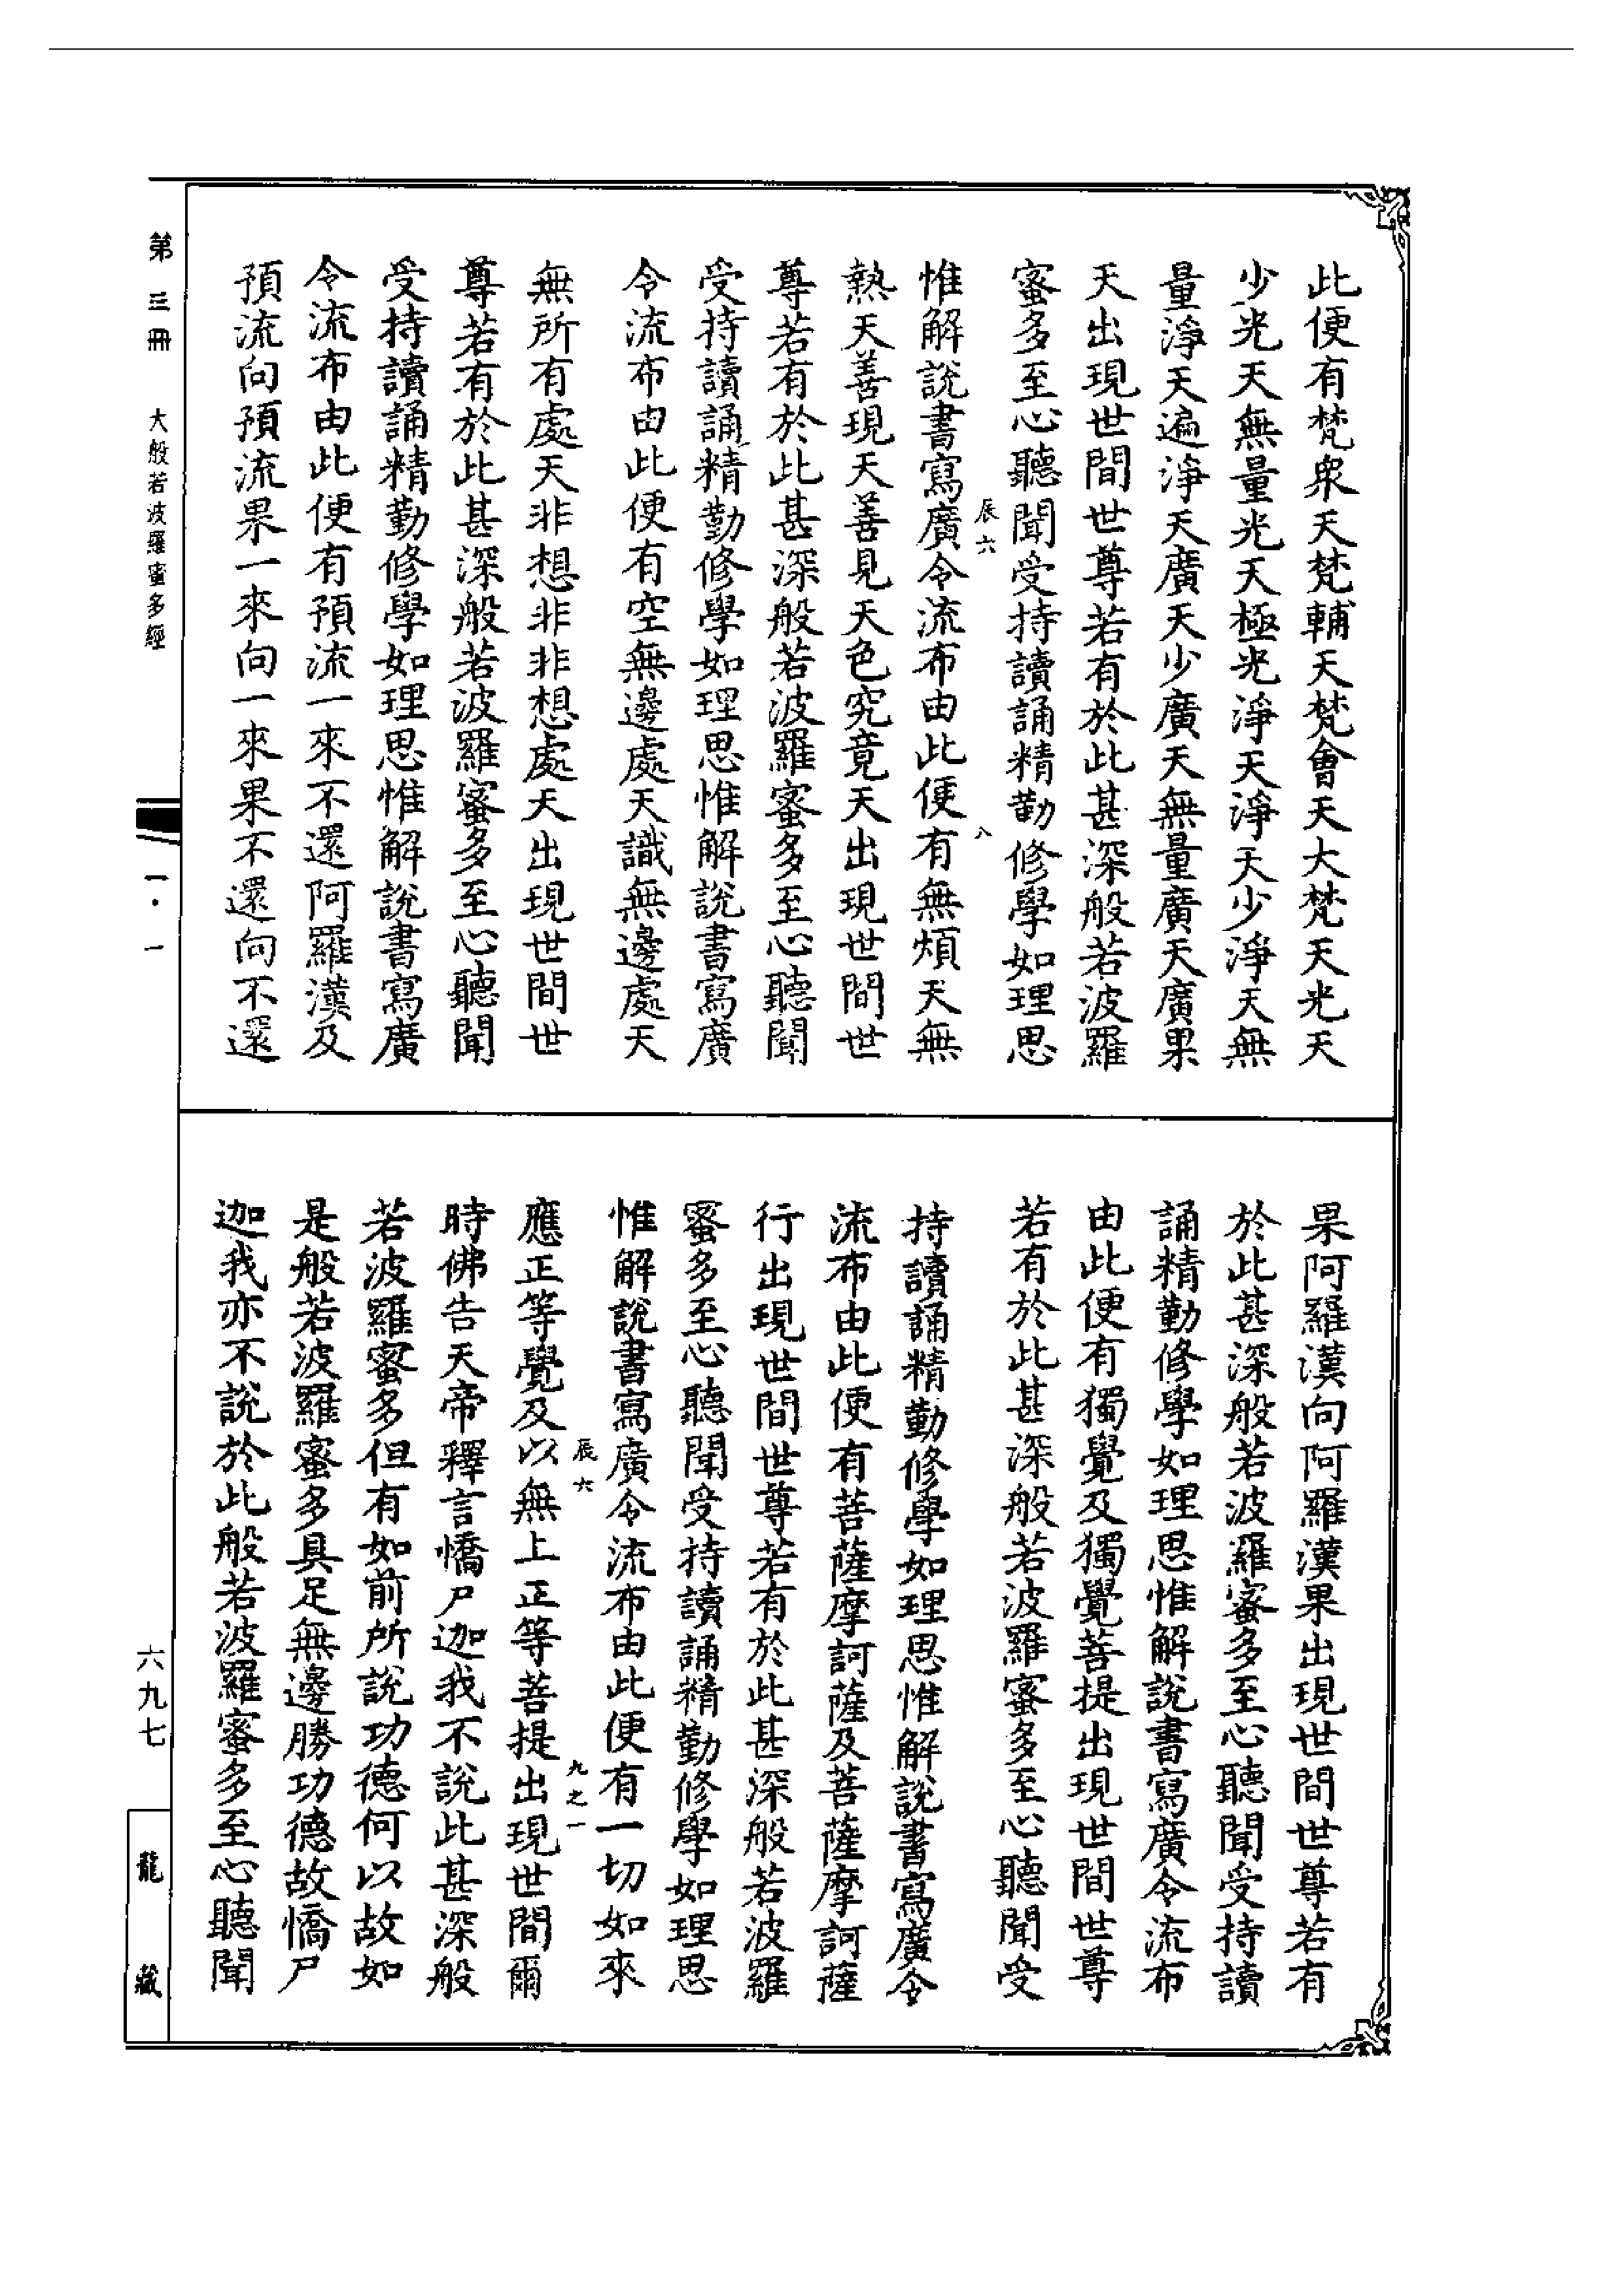 此便有梵眾天梵輔天梵會天大梵天光天
少光天無量光天極光淨天淨天少淨天無
量淨天遍淨天廣天少廣天無量廣天廣果
天出現世間世尊若有於此甚深般若波羅
蜜多至心聽聞受持讀誦精勤修學如理思
辰六
八
惟解說書寫廣令流布由此便有無煩天無
熱天善現天善見天色究竟天出現世間世
尊若有於此甚深般若波羅蜜多至心聽聞
受持讀誦精勤修學如理思惟解說書寫廣
令流布由此便有空無邊處天識無邊處天
無所有處天非想非非想處天出現世間世
尊若有於此甚深般若波羅蜜多至心聽聞
受持讀誦精勤修學如理思惟解說書寫廣
令流布由此便有預流一來不還阿羅漢及
預流向預流果一來向一來果不還向不還
果阿羅漢向阿羅漢果出現世間世尊若有
於此甚深般若波羅蜜多至心聽聞受持讀
誦精勤修學如理思惟解說書寫廣令流布
由此便有獨覺及獨覺菩提出現世間世尊
若有於此甚深般若波羅蜜多至心聽聞受
持讀誦精勤修學如理思惟解說書寫廣令
流布由此便有菩薩摩訶薩及菩薩摩訶薩
行出現世間世尊若有於此甚深般若波羅
蜜多至心聽聞受持讀誦精勤修學如理思
惟解說書寫廣令流布由此便有一切如來
辰六
九之一
應正等覺及以無上正等菩提出現世間爾
時佛告天帝釋言憍尸迦我不說此甚深般
若波羅蜜多但有如前所說功德何以故如
是般若波羅蜜多具足無邊勝功德故憍尸
迦我亦不說於此般若波羅蜜多至心聽聞
第三冊
大般若波羅蜜多經
一·一
六九七
龍藏